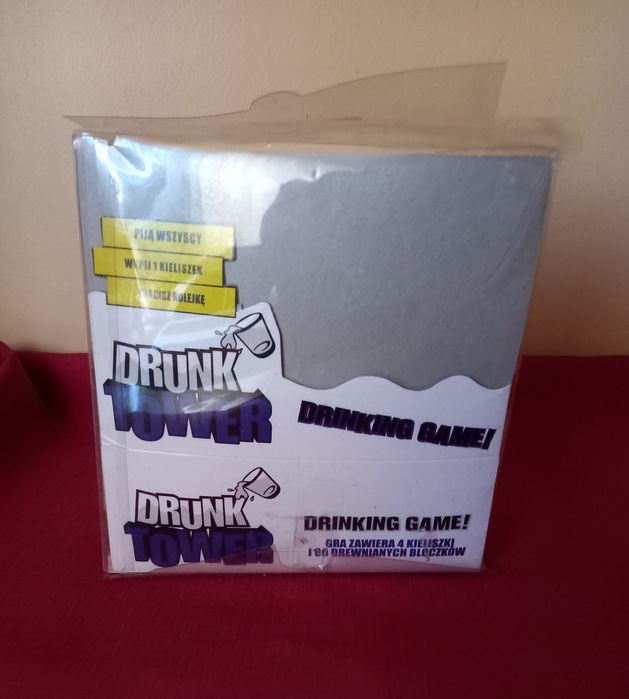 PIJĄ WSZYSCY
WYPIJ 1 KIELISZEK
TRACISZ KOLEJKĘ
DRUNK
TOWER
DRINKING GAME!
DRUNK
TOWER
DRINKING GAME!
GRA ZAWIERA 4 KIELISZKI
I 60 DREWNIANYCH BLOCZKÓW